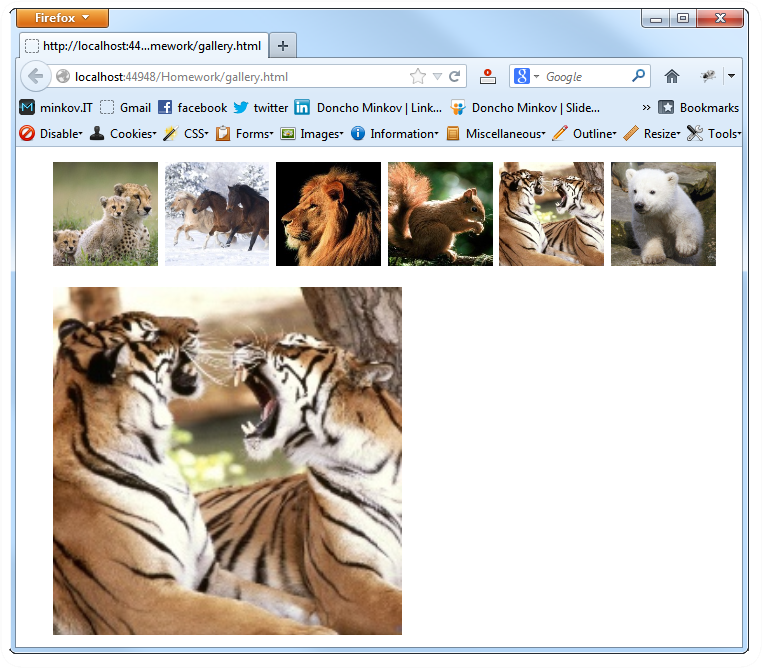 Firefox
http://localhost:44...mework/gallery.html
localhost:44948/Homework/gallery.html
Google
minkov.IT Gmail facebook twitter Doncho Minkov | Link... Doncho Minkov | Slide... » Bookmarks
Disable Cookies CSS Forms Images Information Miscellaneous Outline Resize Tools